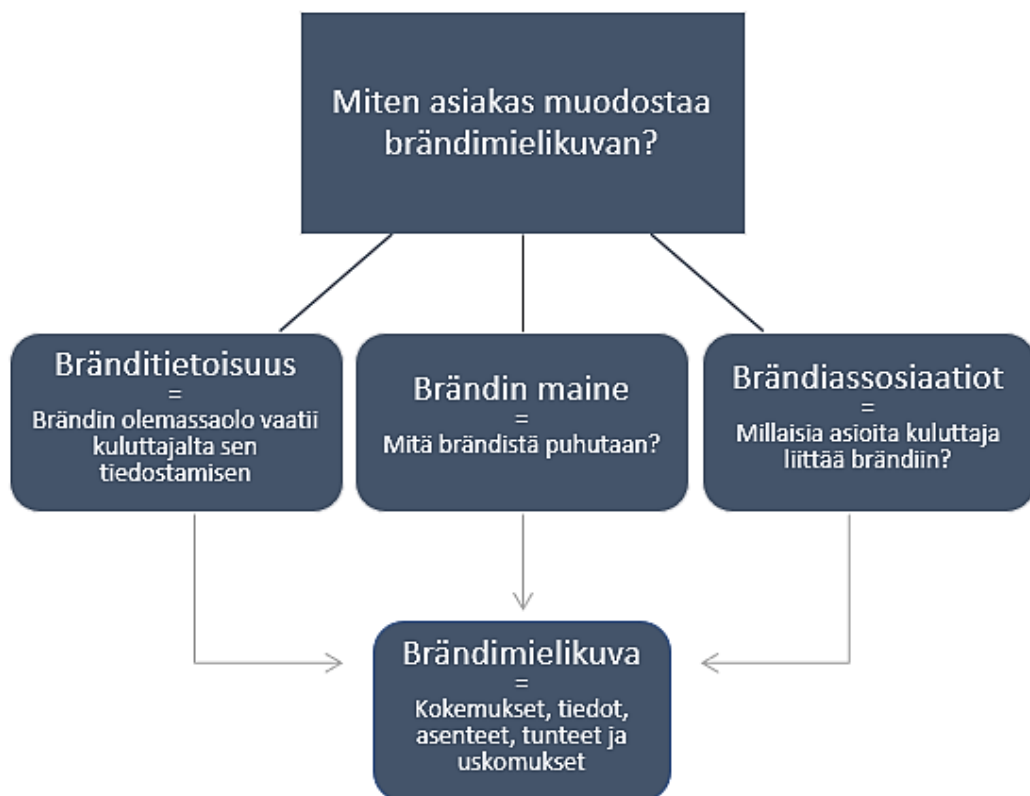 Miten asiakas muodostaa
brändimielikuvan?
Bränditietoisuus
=
Brändin olemassaolo vaatii
kuluttajalta sen
tiedostamisen
Brändin maine
=
Mitä brändistä puhutaan?
Brändiassosiaatiot
=
Millaisia asioita kuluttaja
liittää brändiin?
Brändimielikuva
=
Kokemukset, tiedot,
asenteet, tunteet ja
uskomukset